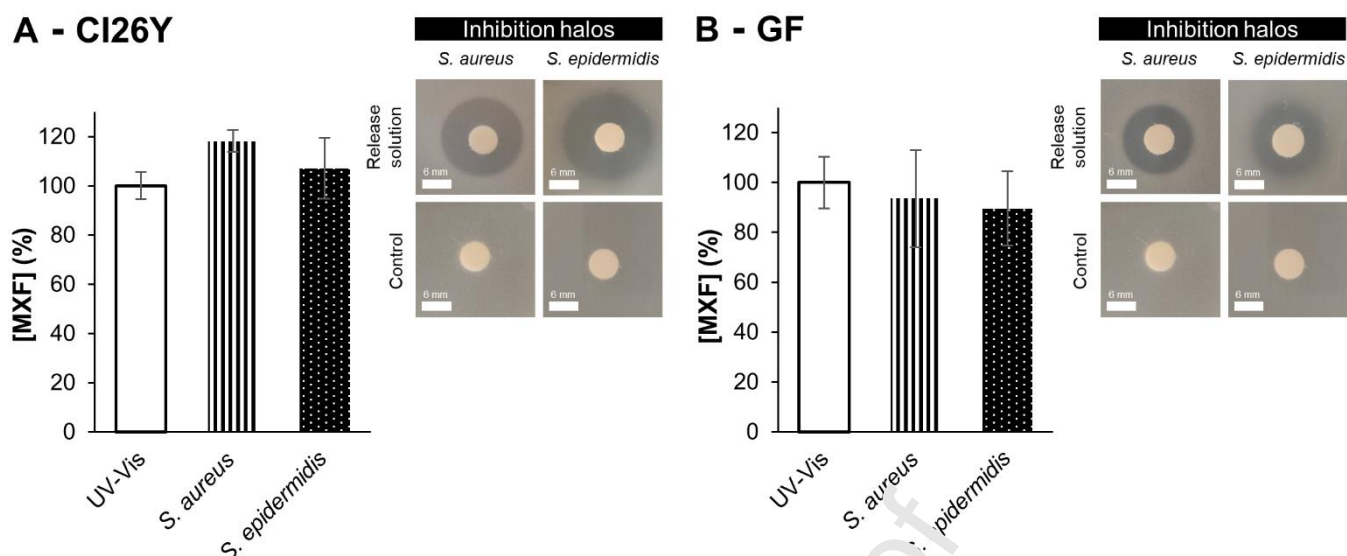 A - CI26Y
Inhibition halos
S. aureus S. epidermidis
Release
solution
6 mm 6 mm
Control
6 mm 6 mm
[MXF] (%)
120
100
80
60
40
20
0
UV-Vis
S. aureus
S. epidermidis
B - GF
Inhibition halos
S. aureus S. epidermidis
Release
solution
6 mm 6 mm
Control
6 mm 6 mm
[MXF] (%)
120
100
80
60
40
20
0
UV-Vis
S. aureus
S. epidermidis